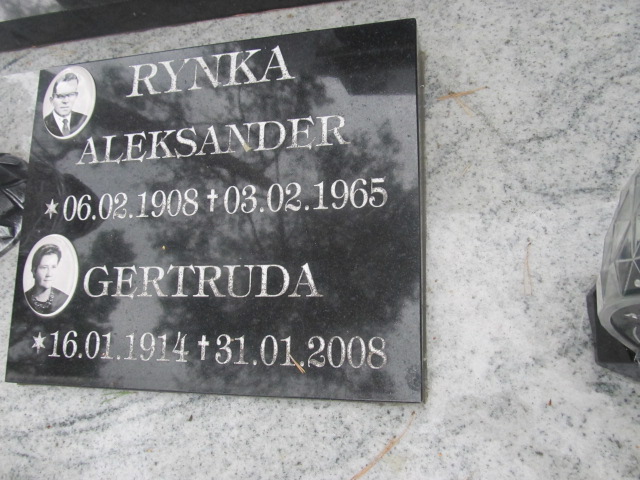 RYNKA
ALEKSANDER
*06.02.1908 † 03.02.1965
GERTRUDA
*16.01.1914 † 31.01.2008